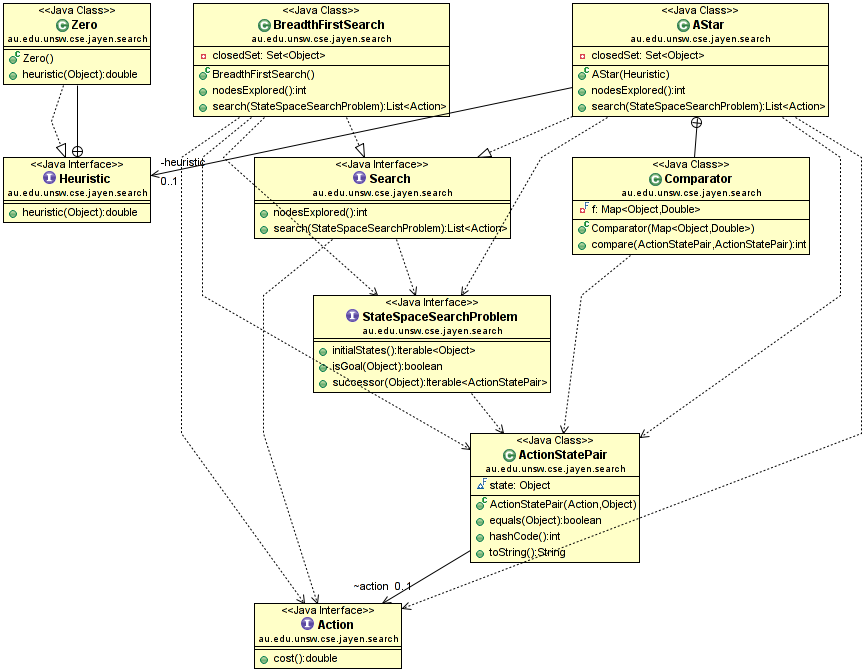 <<Java Class>>
Zero
au.edu.unsw.cse.jayen.search
Zero()
heuristic(Object):double
<<Java Class>>
BreadthFirstSearch
au.edu.unsw.cse.jayen.search
closedSet: Set<Object>
BreadthFirstSearch()
nodesExplored():int
search(StateSpaceSearchProblem):List<Action>
<<Java Class>>
AStar
au.edu.unsw.cse.jayen.search
closedSet: Set<Object>
AStar(Heuristic)
nodesExplored():int
search(StateSpaceSearchProblem):List<Action>
<<Java Interface>>
Heuristic
au.edu.unsw.cse.jayen.search
heuristic(Object):double
-heuristic
0..1
<<Java Interface>>
Search
au.edu.unsw.cse.jayen.search
nodesExplored():int
search(StateSpaceSearchProblem):List<Action>
<<Java Class>>
Comparator
au.edu.unsw.cse.jayen.search
f: Map<Object,Double>
Comparator(Map<Object,Double>)
compare(ActionStatePair,ActionStatePair):int
<<Java Interface>>
StateSpaceSearchProblem
au.edu.unsw.cse.jayen.search
initialStates():Iterable<Object>
isGoal(Object):boolean
successor(Object):Iterable<ActionStatePair>
<<Java Class>>
ActionStatePair
au.edu.unsw.cse.jayen.search
state: Object
ActionStatePair(Action,Object)
equals(Object):boolean
hashCode():int
toString():String
~action 0..1
<<Java Interface>>
Action
au.edu.unsw.cse.jayen.search
cost():double